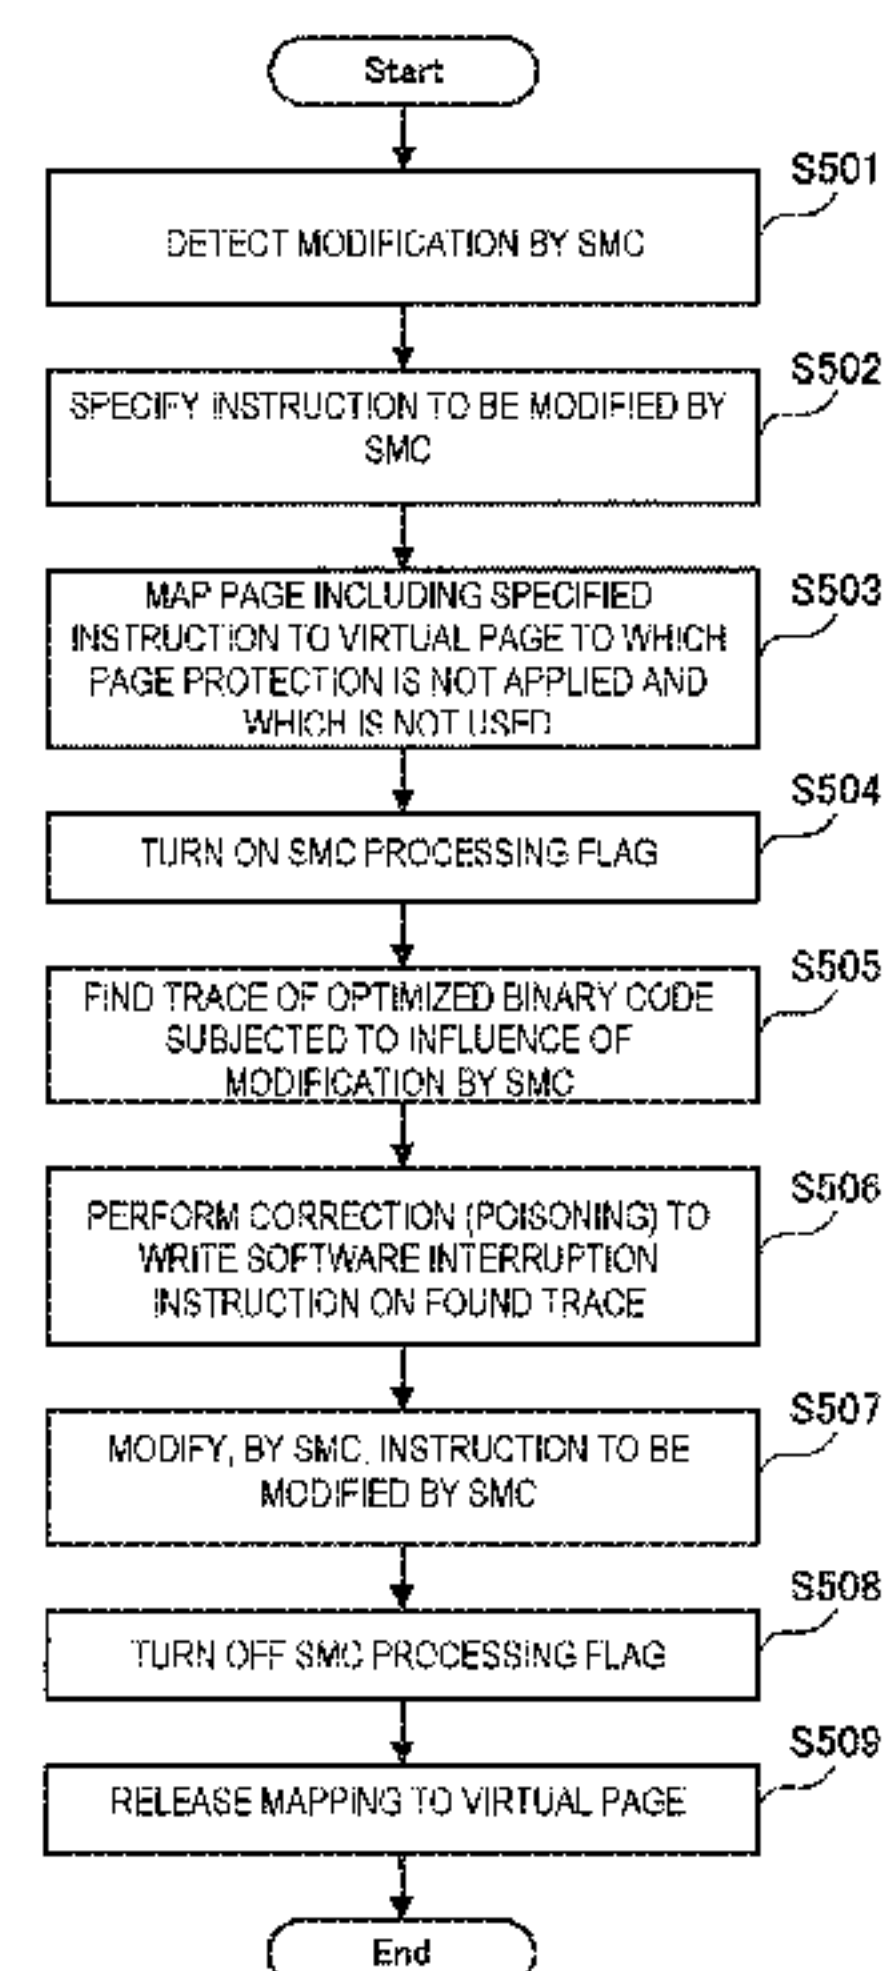 Start
S501
DETECT MODIFICATION BY SMC
S502
SPECIFY INSTRUCTION TO BE MODIFIED BY
SMC
S503
MAP PAGE INCLUDING SPECIFIED
INSTRUCTION TO VIRTUAL PAGE TO WHICH
PAGE PROTECTION IS NOT APPLIED AND
WHICH IS NOT USED
S504
TURN ON SMC PROCESSING FLAG
S505
FIND TRACE OF OPTIMIZED BINARY CODE
SUBJECTED TO INFLUENCE OF
MODIFICATION BY SMC
S506
PERFORM CORRECTION (POISONING) TO
WRITE SOFTWARE INTERRUPTION
INSTRUCTION ON FOUND TRACE
S507
MODIFY, BY SMC, INSTRUCTION TO BE
MODIFIED BY SMC
S508
TURN OFF SMC PROCESSING FLAG
S509
RELEASE MAPPING TO VIRTUAL PAGE
End